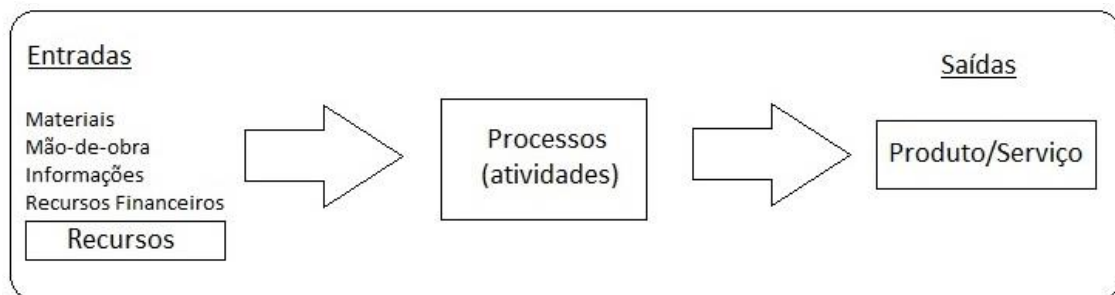 Entradas
Materiais
Mão-de-obra
Informações
Recursos Financeiros
Recursos
Processos
(atividades)
Saídas
Produto/Serviço